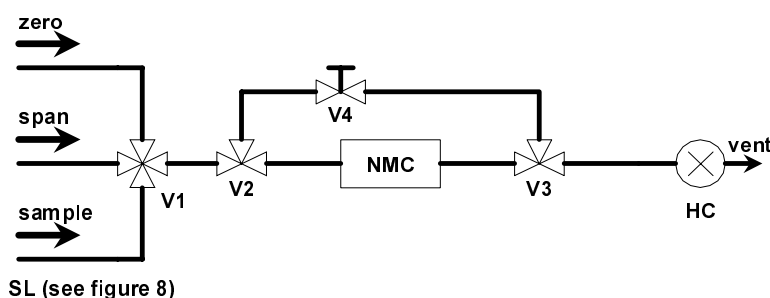 zero
span
sample
SL (see figure 8)
V1
V2
V4
NMC
V3
HC
vent